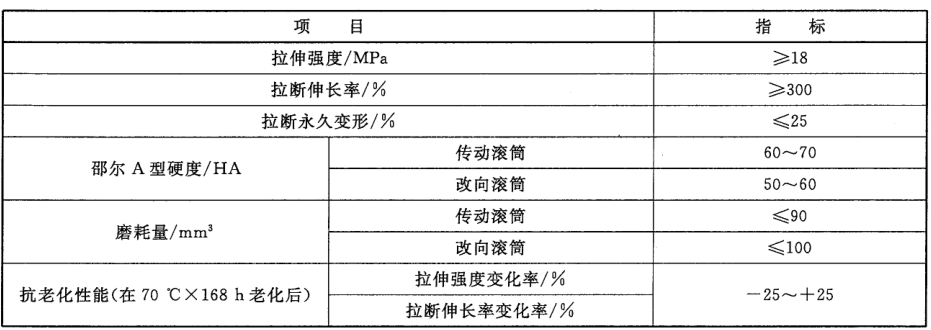 项 目 指 标
拉伸强度/MPa ≥18
拉断伸长率/% ≥300
拉断永久变形/% ≤25
邵尔 A 型硬度/HA 传动滚筒 60～70
改向滚筒 50～60
磨耗量/mm³ 传动滚筒 ≤90
改向滚筒 ≤100
抗老化性能(在 70 ℃×168 h 老化后) 拉伸强度变化率/% －25～＋25
拉断伸长率变化率/%